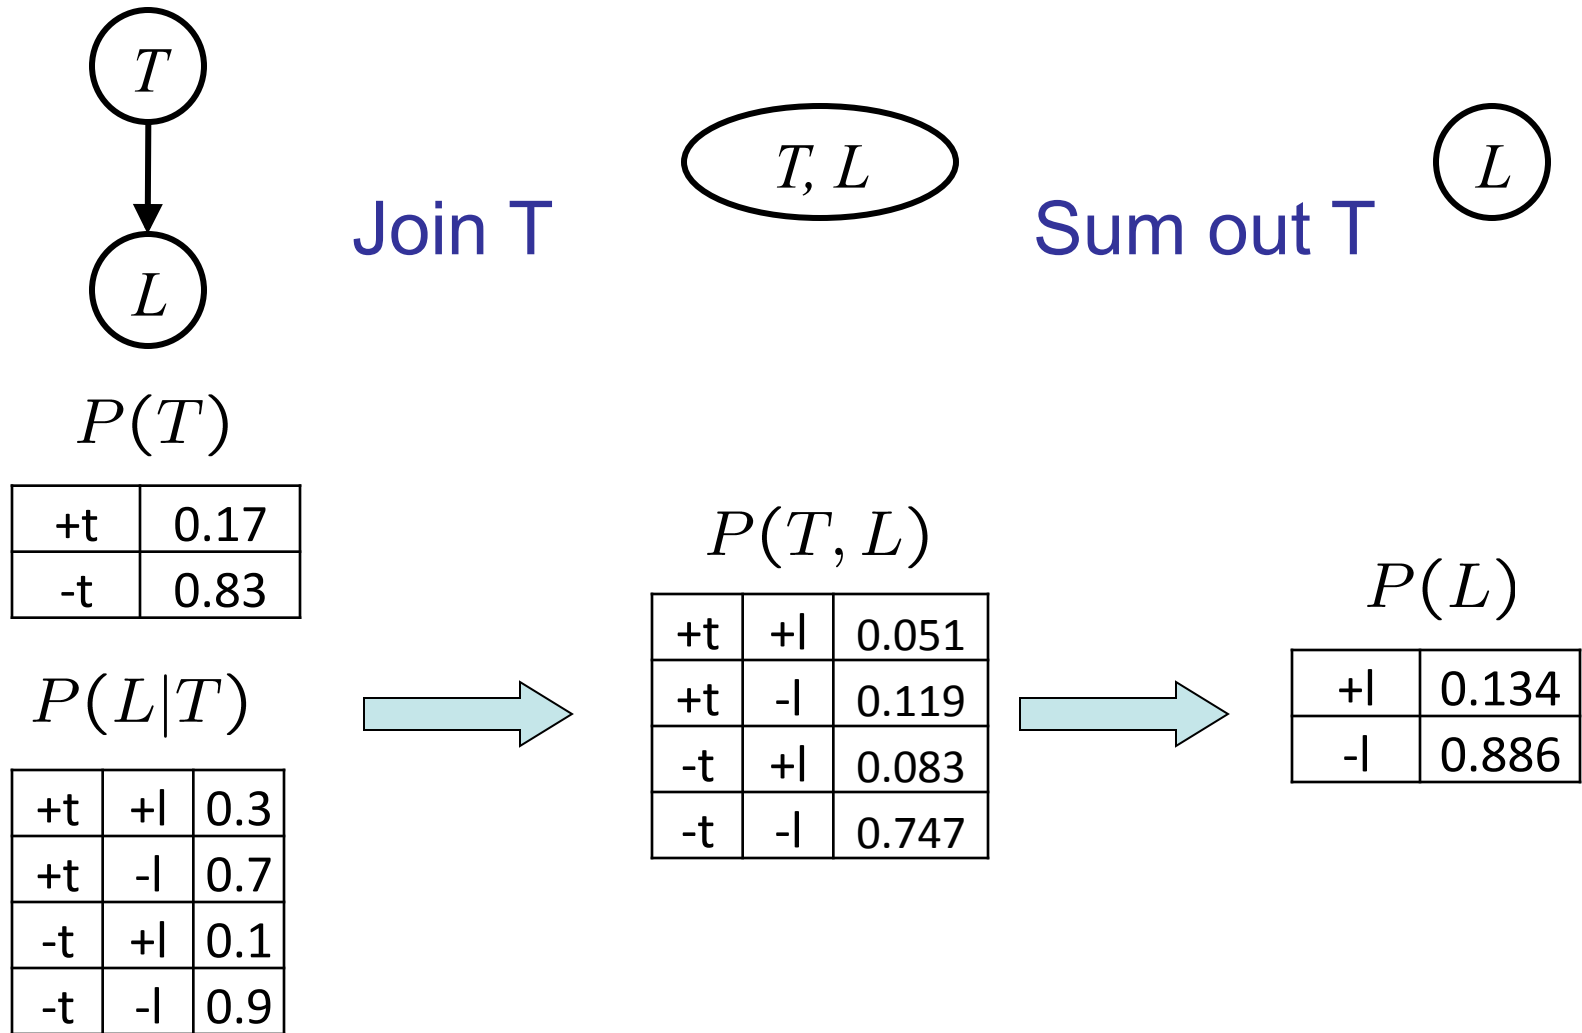 T
L
Join T
T, L
Sum out T
L
P(T)
+t 0.17
-t 0.83
P(L|T)
+t +l 0.3
+t -l 0.7
-t +l 0.1
-t -l 0.9
P(T, L)
+t +l 0.051
+t -l 0.119
-t +l 0.083
-t -l 0.747
P(L)
+l 0.134
-l 0.886